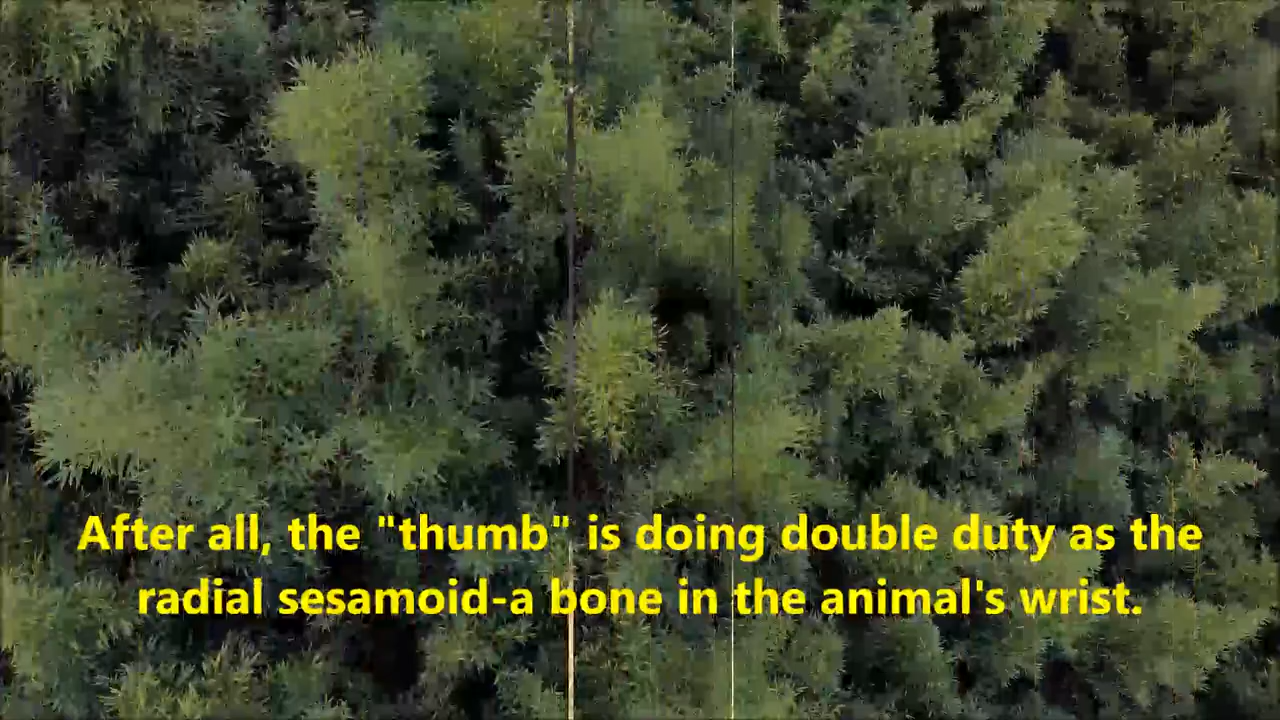 After all, the "thumb" is doing double duty as the
radial sesamoid-a bone in the animal's wrist.